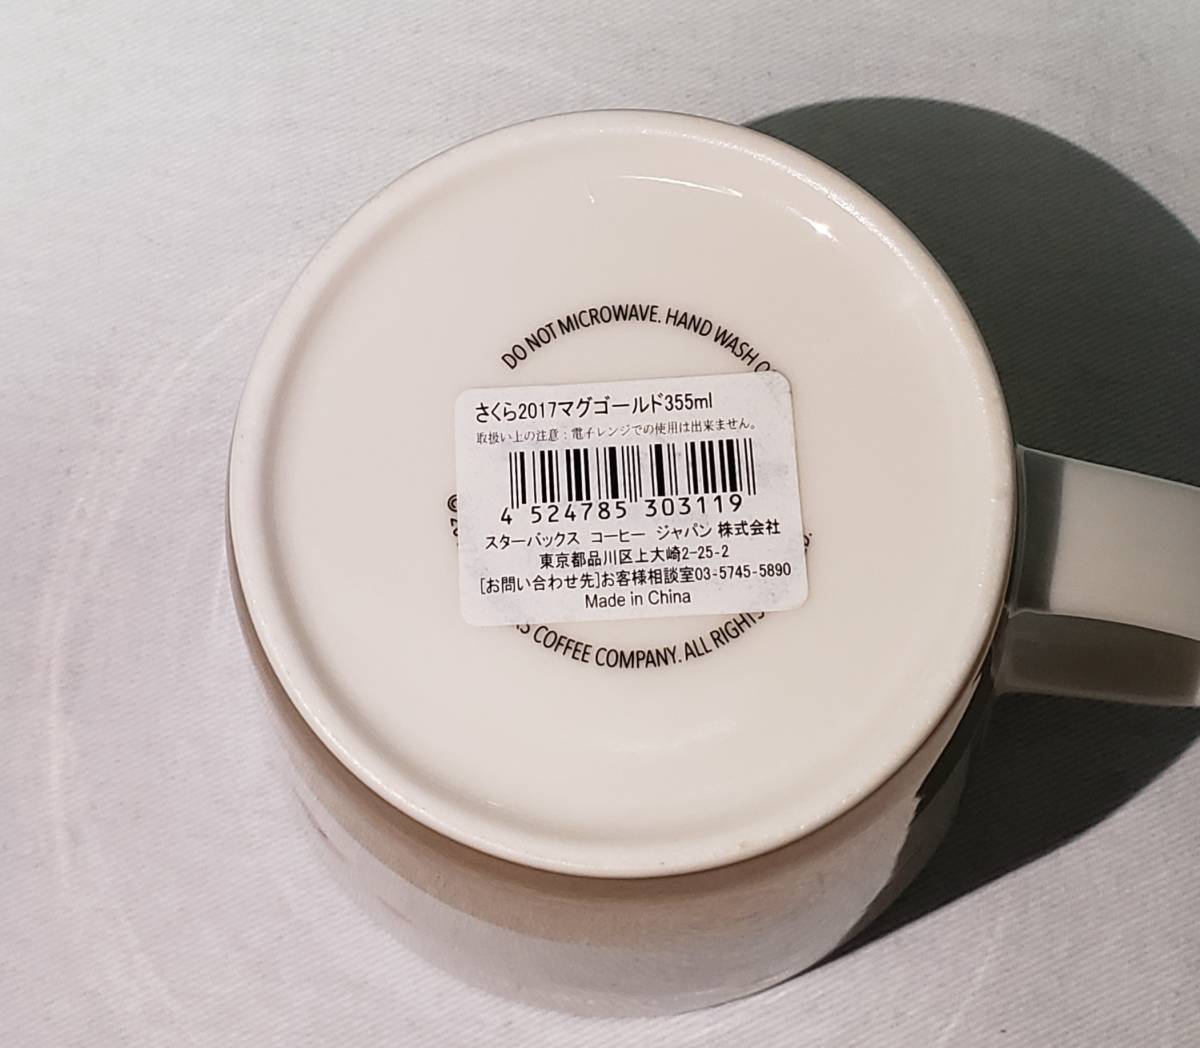 DO NOT MICROWAVE. HAND WASH
さくら2017マグゴールド355ml
取扱い上の注意：電子レンジでの使用は出来ません。
4 524785 303119
スターバックス コーヒー ジャパン 株式会社
東京都品川区上大崎2-25-2
[お問い合わせ先]お客様相談室03-5745-5890
Made in China
COFFEE COMPANY. ALL RIGHTS